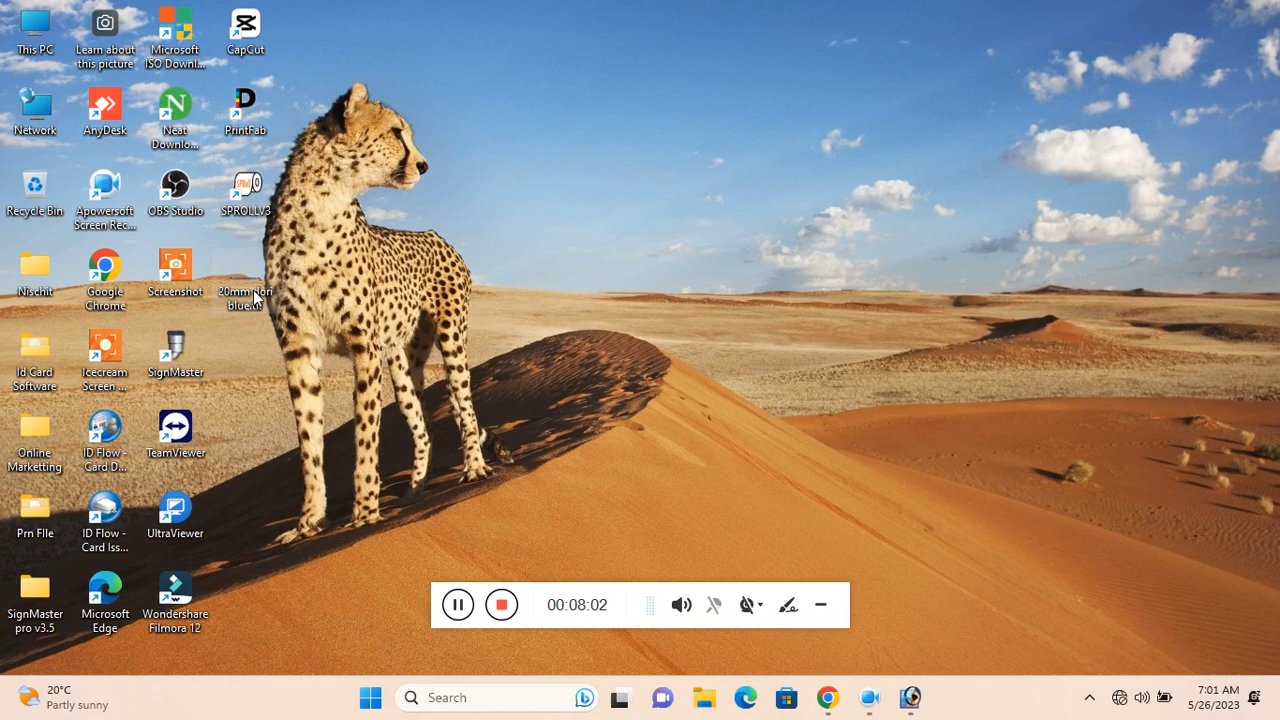 This PC
Learn about
this picture
Microsoft
ISO Downl...
CapCut
Network
AnyDesk
Neat
Downlo...
PrintFab
Recycle Bin
Apowersoft
Screen Rec...
OBS Studio
SPROLLV3
Nischit
Google
Chrome
Screenshot
20mm
Id Card
Software
Icecream
Screen ...
SignMaster
Online
Marketting
ID Flow -
Card D...
TeamViewer
Prn FIle
ID Flow -
Card Iss...
UltraViewer
SignMaster
pro v3.5
Microsoft
Edge
Wondershare
Filmora 12
00:08:02
20°C
Partly sunny
Search
7:01 AM
5/26/2023